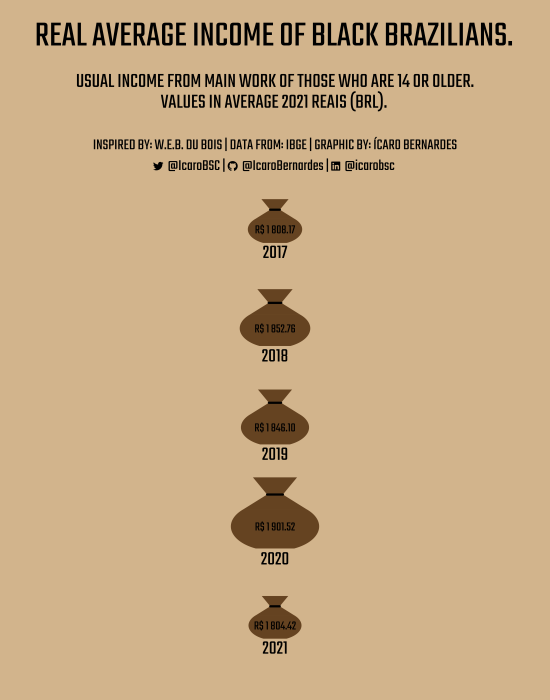 REAL AVERAGE INCOME OF BLACK BRAZILIANS.
USUAL INCOME FROM MAIN WORK OF THOSE WHO ARE 14 OR OLDER.
VALUES IN AVERAGE 2021 REAIS (BRL).
INSPIRED BY: W.E.B. DU BOIS | DATA FROM: IBGE | GRAPHIC BY: ÍCARO BERNARDES
@IcaroBSC | @IcaroBernardes | @icarobsc
R$ 1 808.17
2017
R$ 1 852.76
2018
R$ 1 846.10
2019
R$ 1 901.52
2020
R$ 1 804.42
2021